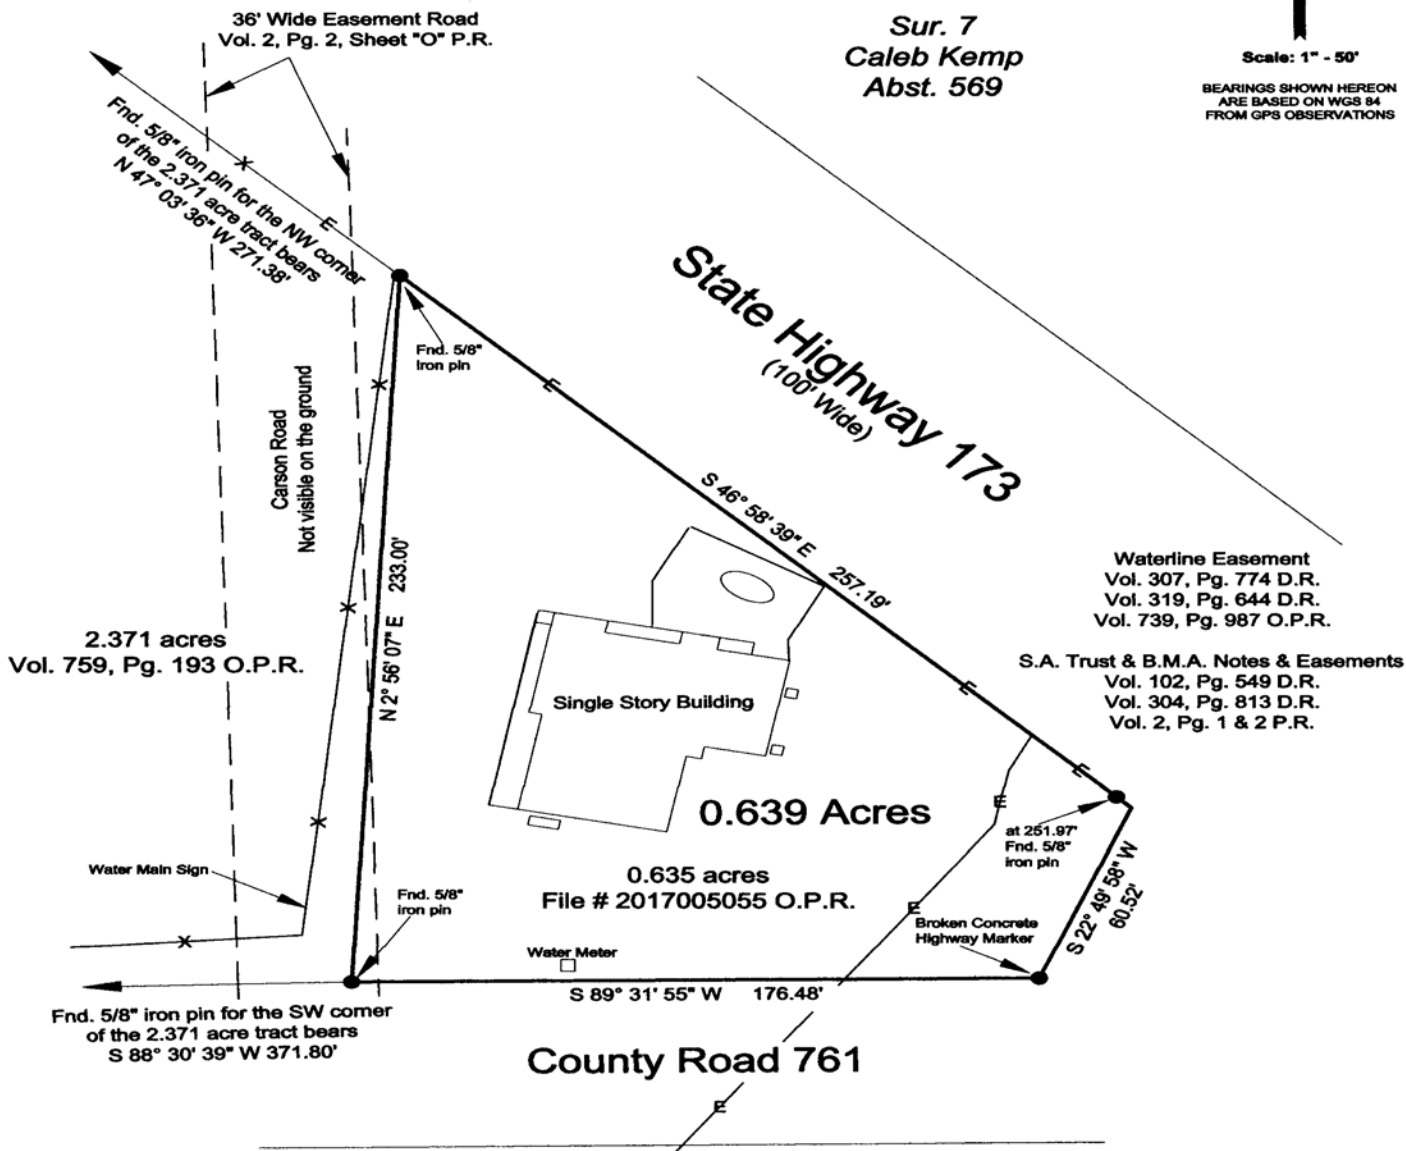 36' Wide Easement Road
Vol. 2, Pg. 2, Sheet "O" P.R.
Sur. 7
Caleb Kemp
Abst. 569
Scale: 1" - 50'
BEARINGS SHOWN HEREON
ARE BASED ON WGS 84
FROM GPS OBSERVATIONS
Fnd. 5/8" iron pin for the NW corner
of the 2.371 acre tract bears
N 47° 03' 36" W 271.38'
X
E
Fnd. 5/8"
iron pin
State Highway 173
(100' Wide)
Carson Road
Not visible on the ground
X
E
S 46° 58' 39" E 257.19'
N 2° 56' 07" E 233.00'
Waterline Easement
Vol. 307, Pg. 774 D.R.
Vol. 319, Pg. 644 D.R.
Vol. 739, Pg. 987 O.P.R.
S.A. Trust & B.M.A. Notes & Easements
Vol. 102, Pg. 549 D.R.
Vol. 304, Pg. 813 D.R.
Vol. 2, Pg. 1 & 2 P.R.
2.371 acres
Vol. 759, Pg. 193 O.P.R.
X
E
Single Story Building
E
E
0.639 Acres
at 251.97'
Fnd. 5/8"
iron pin
X
Water Main Sign
0.635 acres
File # 2017005055 O.P.R.
Fnd. 5/8"
iron pin
E
Broken Concrete
Highway Marker
S 22° 49' 58" W
60.52'
X
Water Meter
S 89° 31' 55" W 176.48'
Fnd. 5/8" iron pin for the SW corner
of the 2.371 acre tract bears
S 88° 30' 39" W 371.80'
County Road 761
E